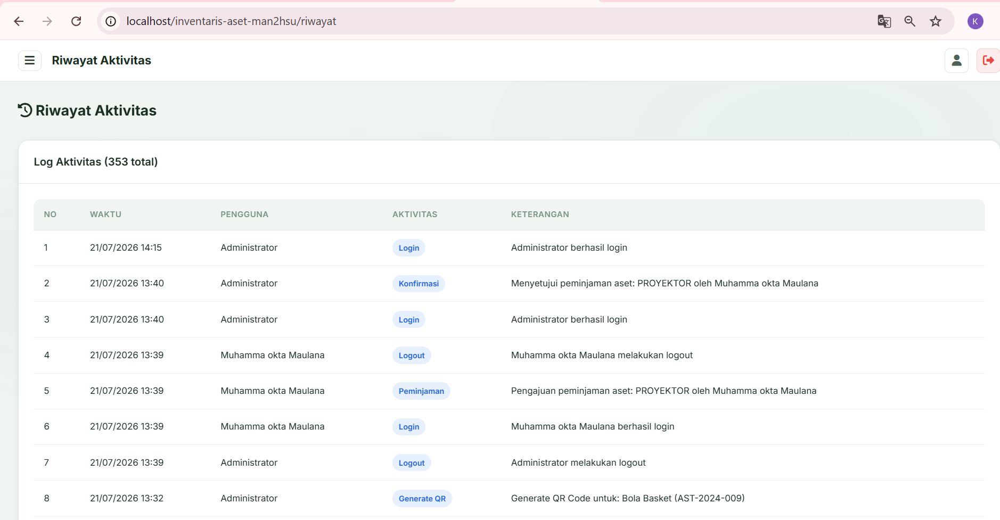 localhost/inventaris-aset-man2hsu/riwayat
K
Riwayat Aktivitas
Riwayat Aktivitas
Log Aktivitas (353 total)
NO WAKTU PENGGUNA AKTIVITAS KETERANGAN
1 21/07/2026 14:15 Administrator Login Administrator berhasil login
2 21/07/2026 13:40 Administrator Konfirmasi Menyetujui peminjaman aset: PROYEKTOR oleh Muhamma okta Maulana
3 21/07/2026 13:40 Administrator Login Administrator berhasil login
4 21/07/2026 13:39 Muhamma okta Maulana Logout Muhamma okta Maulana melakukan logout
5 21/07/2026 13:39 Muhamma okta Maulana Peminjaman Pengajuan peminjaman aset: PROYEKTOR oleh Muhamma okta Maulana
6 21/07/2026 13:39 Muhamma okta Maulana Login Muhamma okta Maulana berhasil login
7 21/07/2026 13:39 Administrator Logout Administrator melakukan logout
8 21/07/2026 13:32 Administrator Generate QR Generate QR Code untuk: Bola Basket (AST-2024-009)